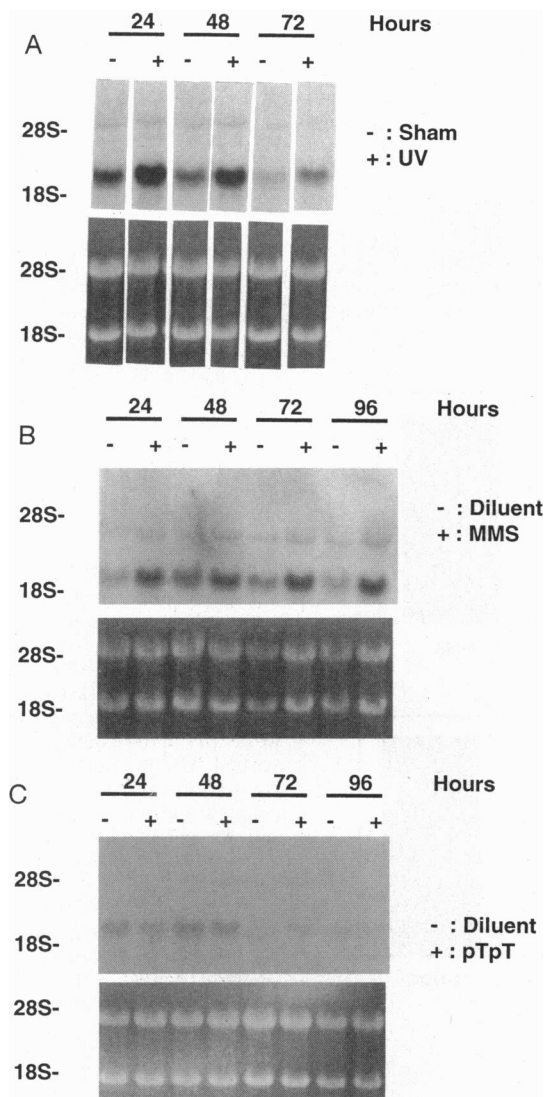 A
24 48 72 Hours
- + - + - +
28S-
- : Sham
+ : UV
18S-
28S-
18S-
B
24 48 72 96 Hours
- + - + - + - +
28S-
- : Diluent
+ : MMS
18S-
28S-
18S-
C
24 48 72 96 Hours
- + - + - + - +
28S-
- : Diluent
+ : pTpT
18S-
28S-
18S-